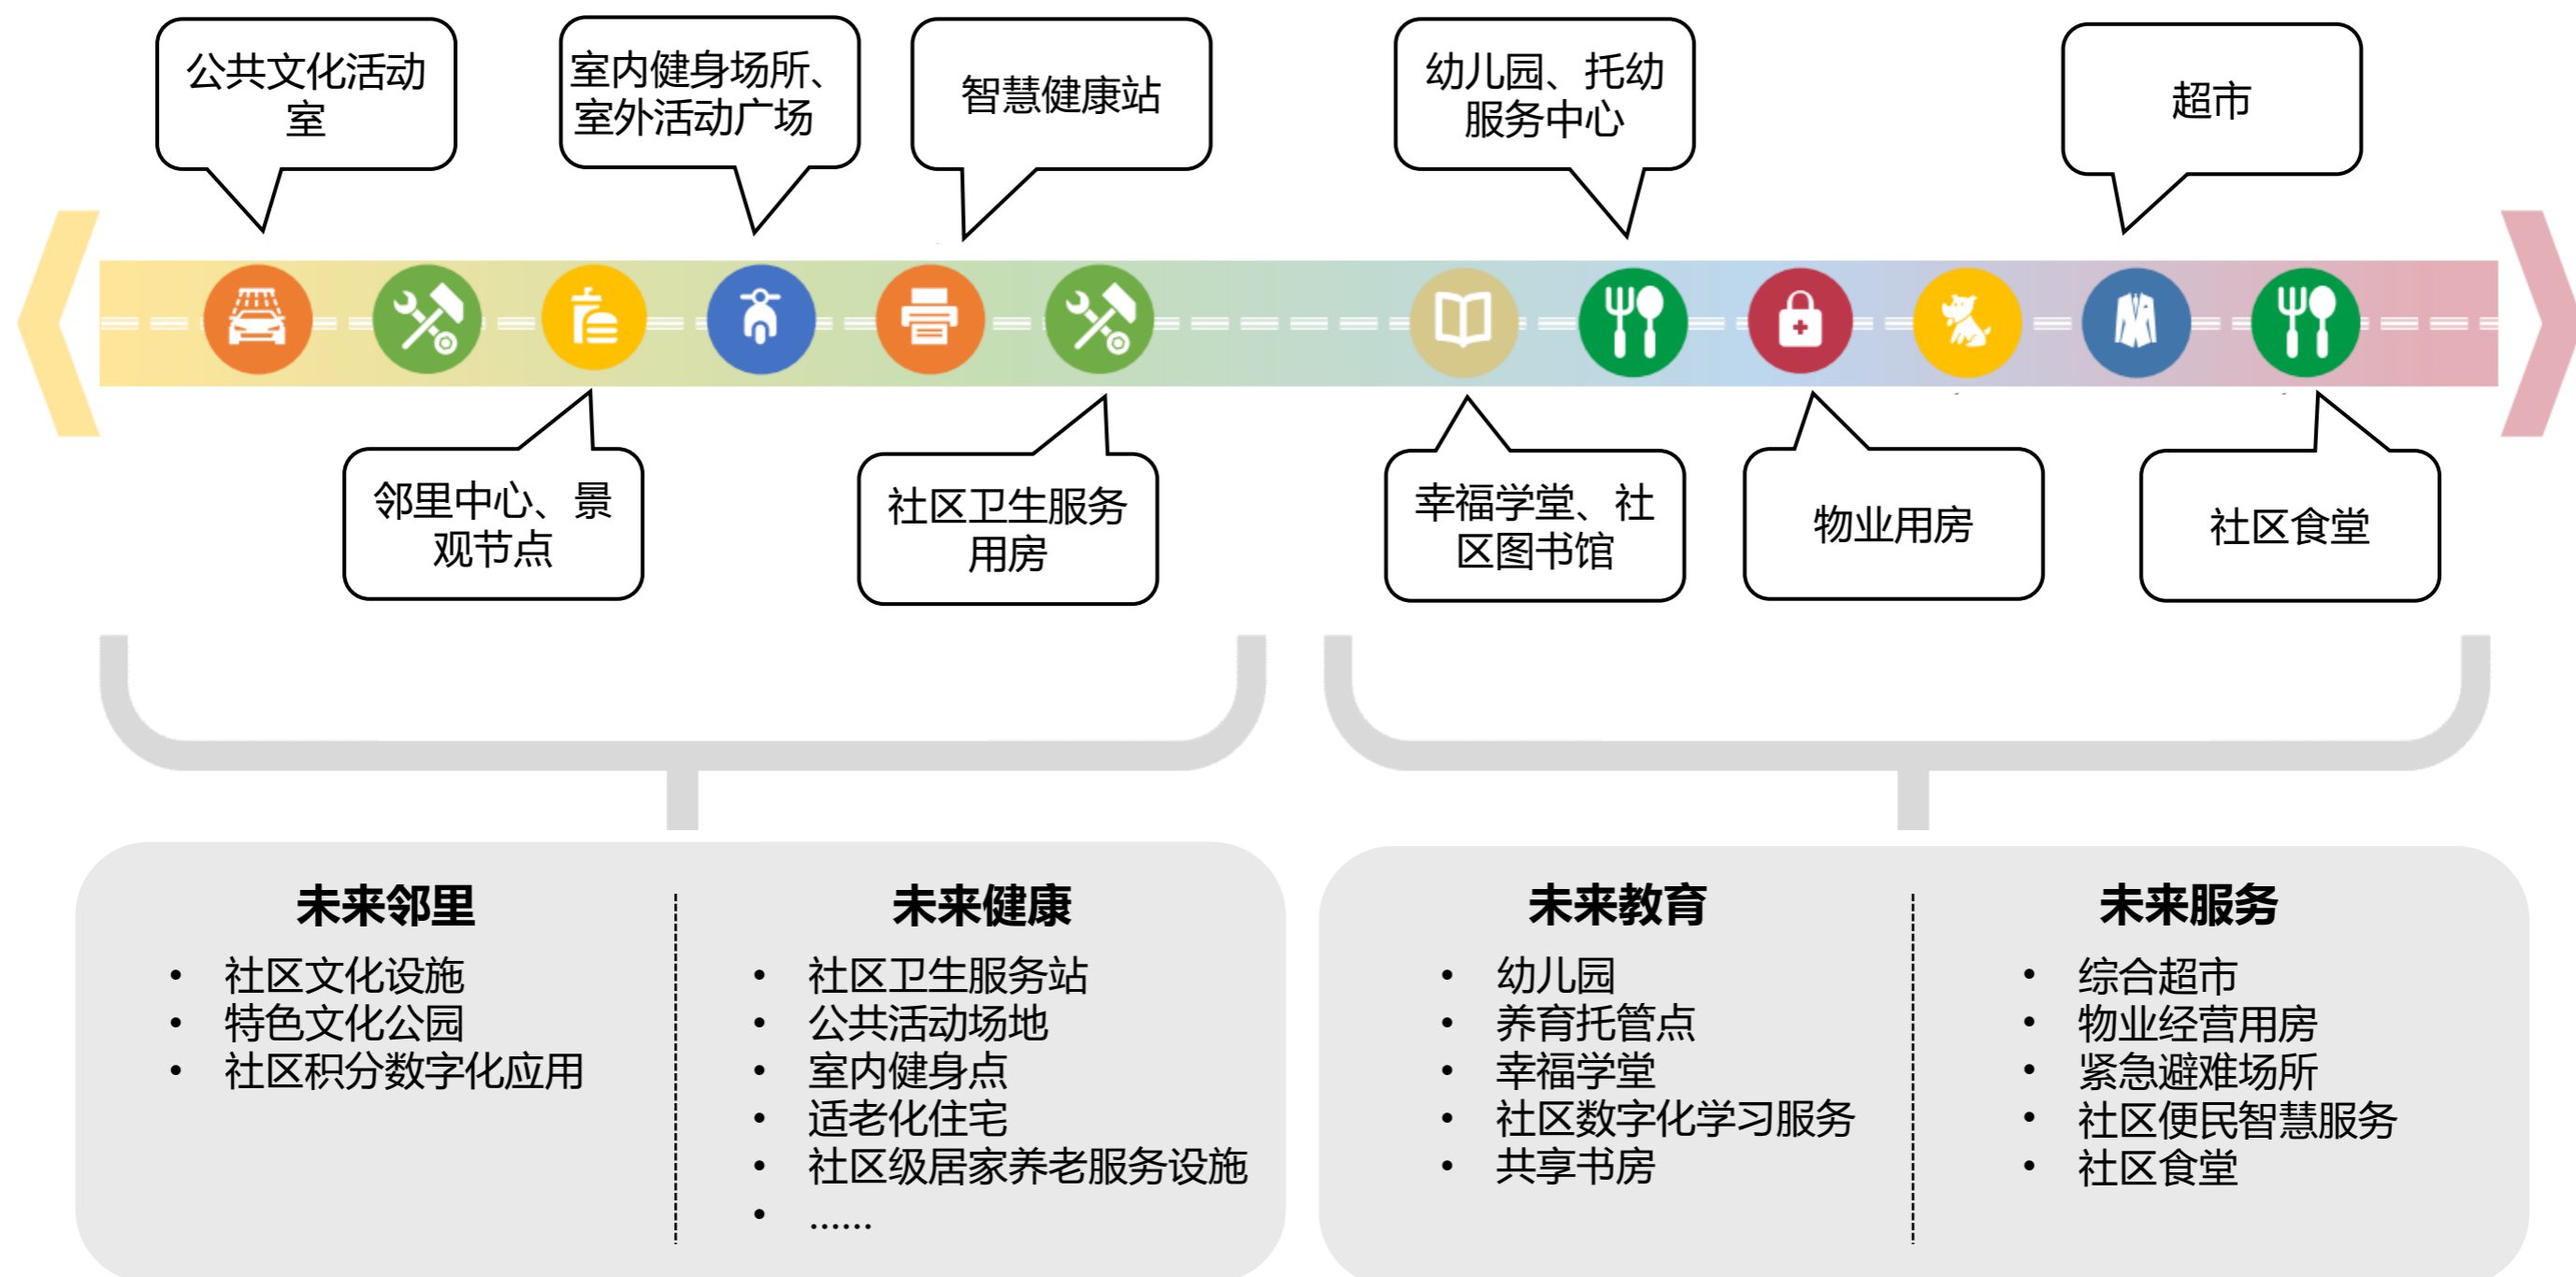 公共文化活动
室
室内健身场所、
室外活动广场
智慧健康站
幼儿园、托幼
服务中心
超市
邻里中心、景
观节点
社区卫生服务
用房
幸福学堂、社
区图书馆
物业用房
社区食堂
未来邻里
• 社区文化设施
• 特色文化公园
• 社区积分数字化应用
未来健康
• 社区卫生服务站
• 公共活动场地
• 室内健身点
• 适老化住宅
• 社区级居家养老服务设施
• ……
未来教育
• 幼儿园
• 养育托管点
• 幸福学堂
• 社区数字化学习服务
• 共享书房
未来服务
• 综合超市
• 物业经营用房
• 紧急避难场所
• 社区便民智慧服务
• 社区食堂